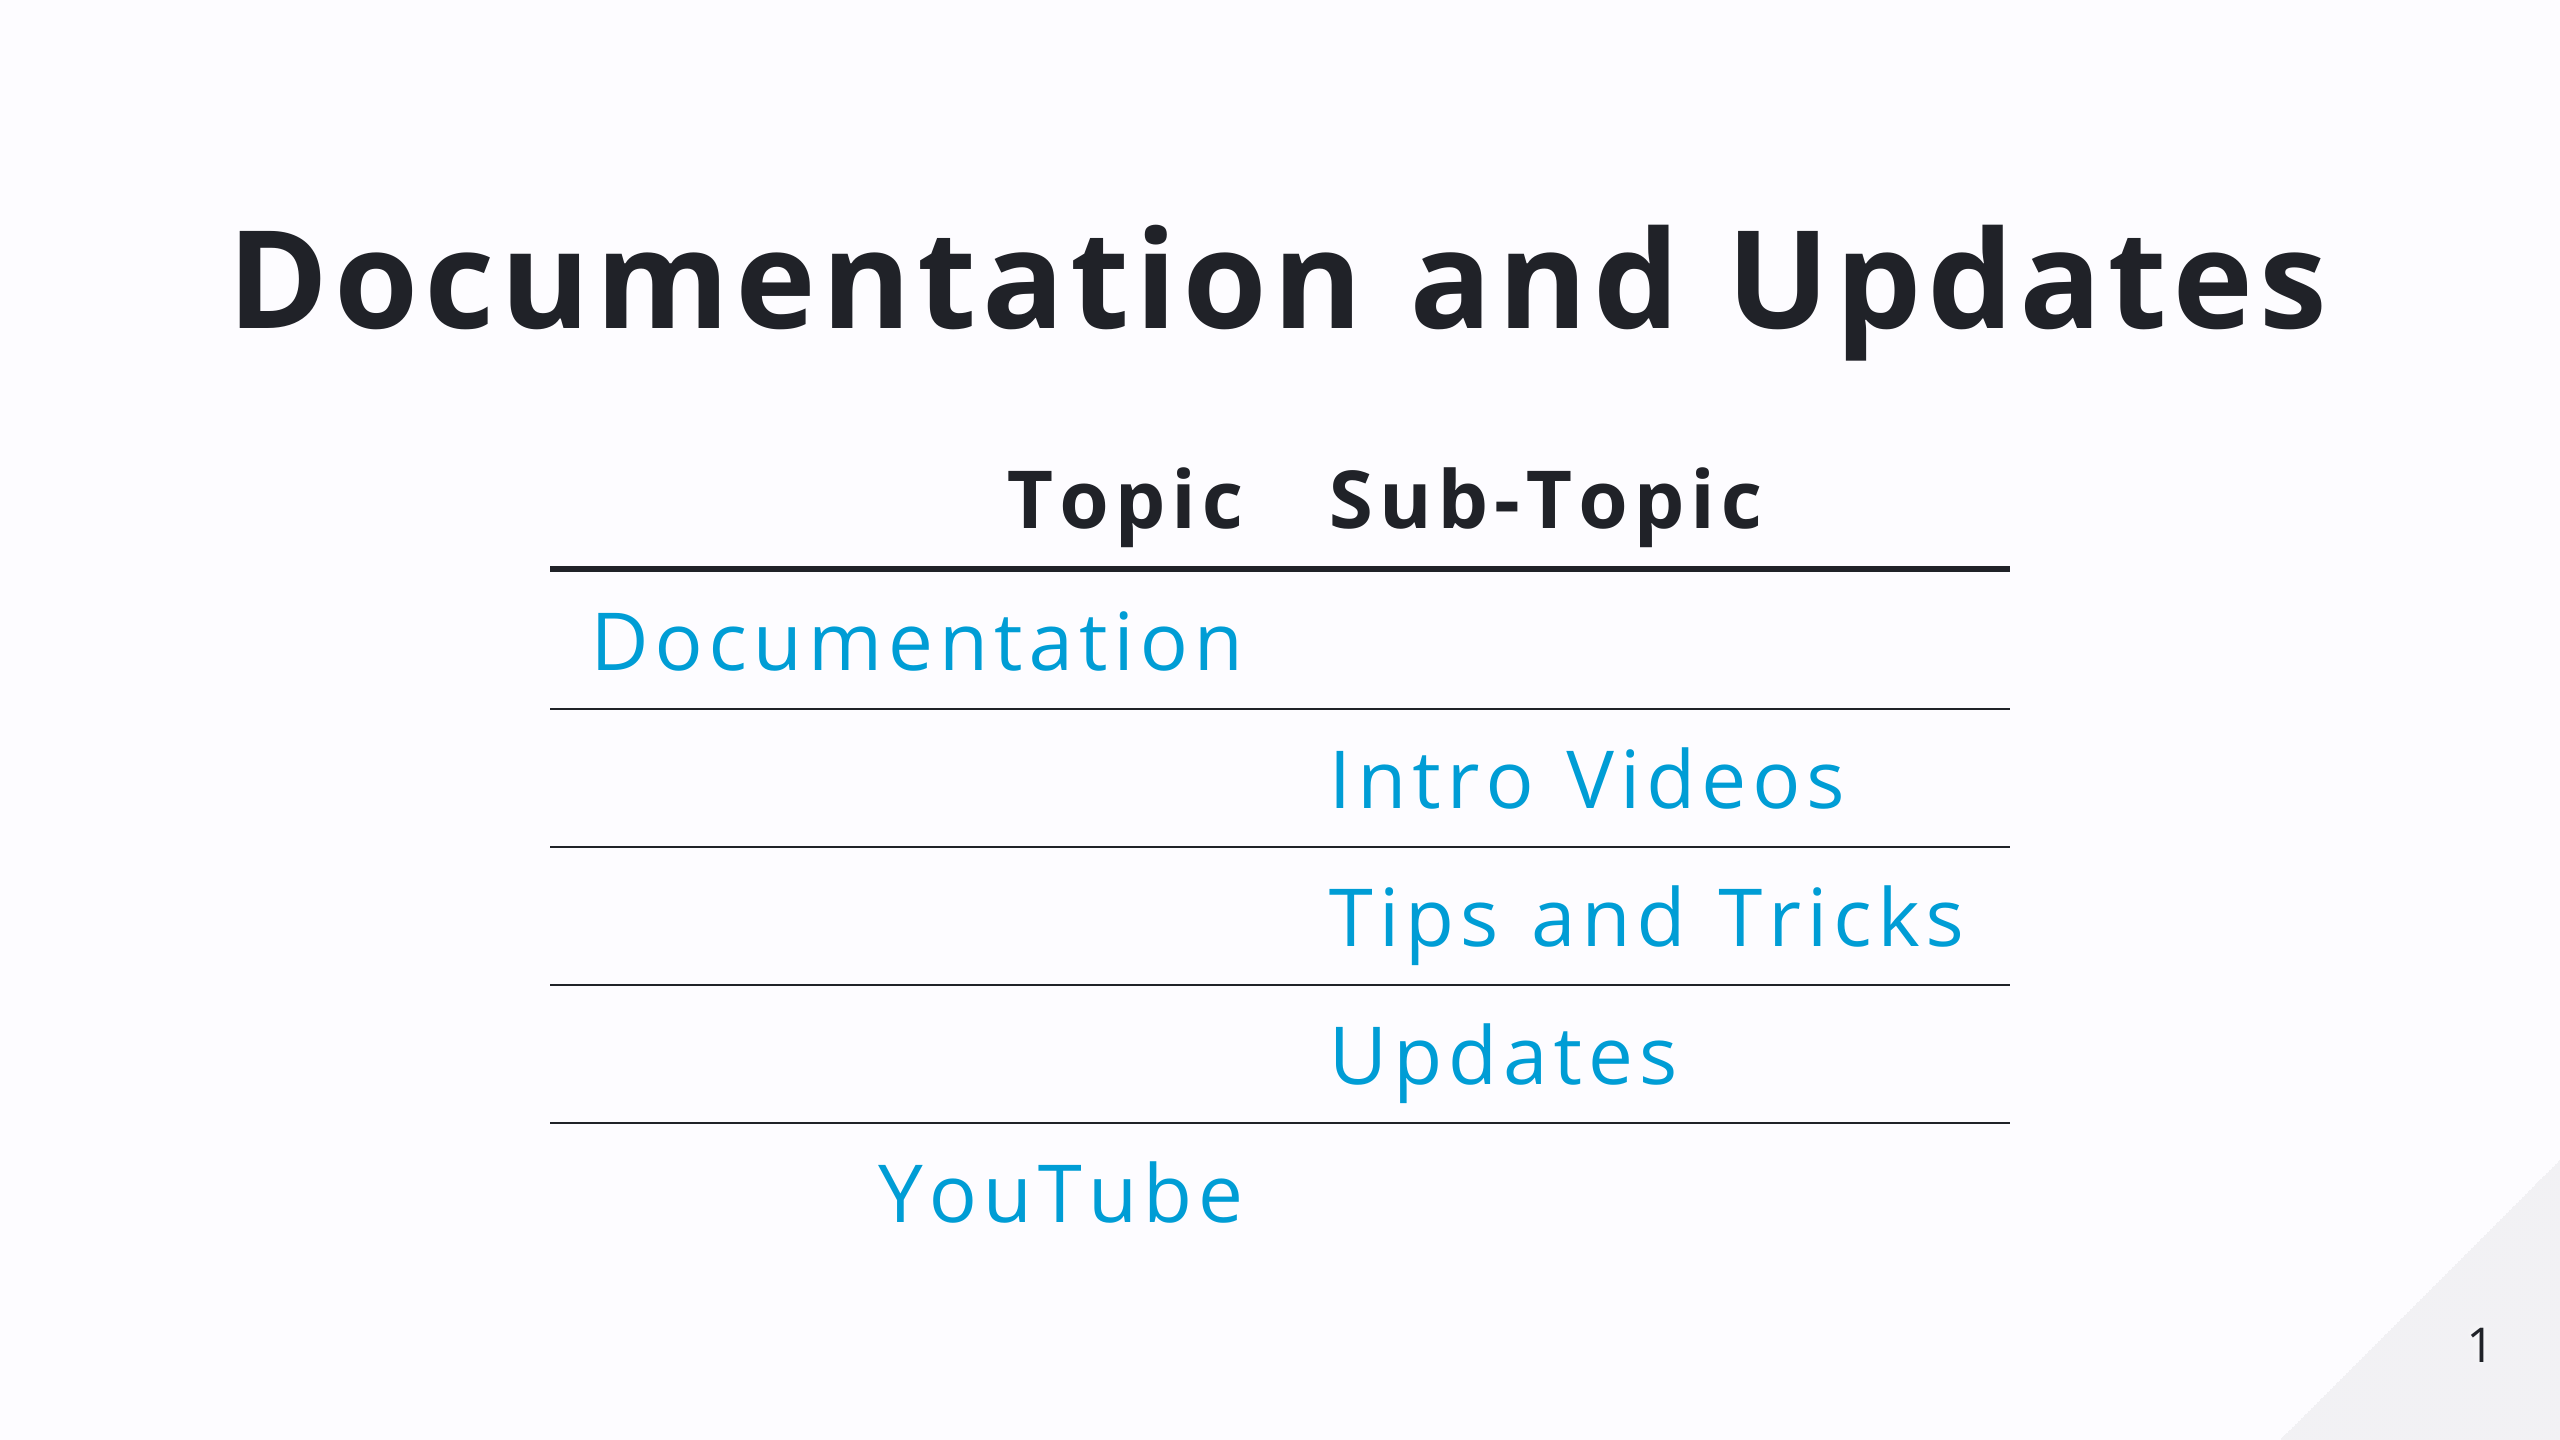 Documentation and Updates
Topic Sub-Topic
Documentation
Intro Videos
Tips and Tricks
Updates
YouTube
1